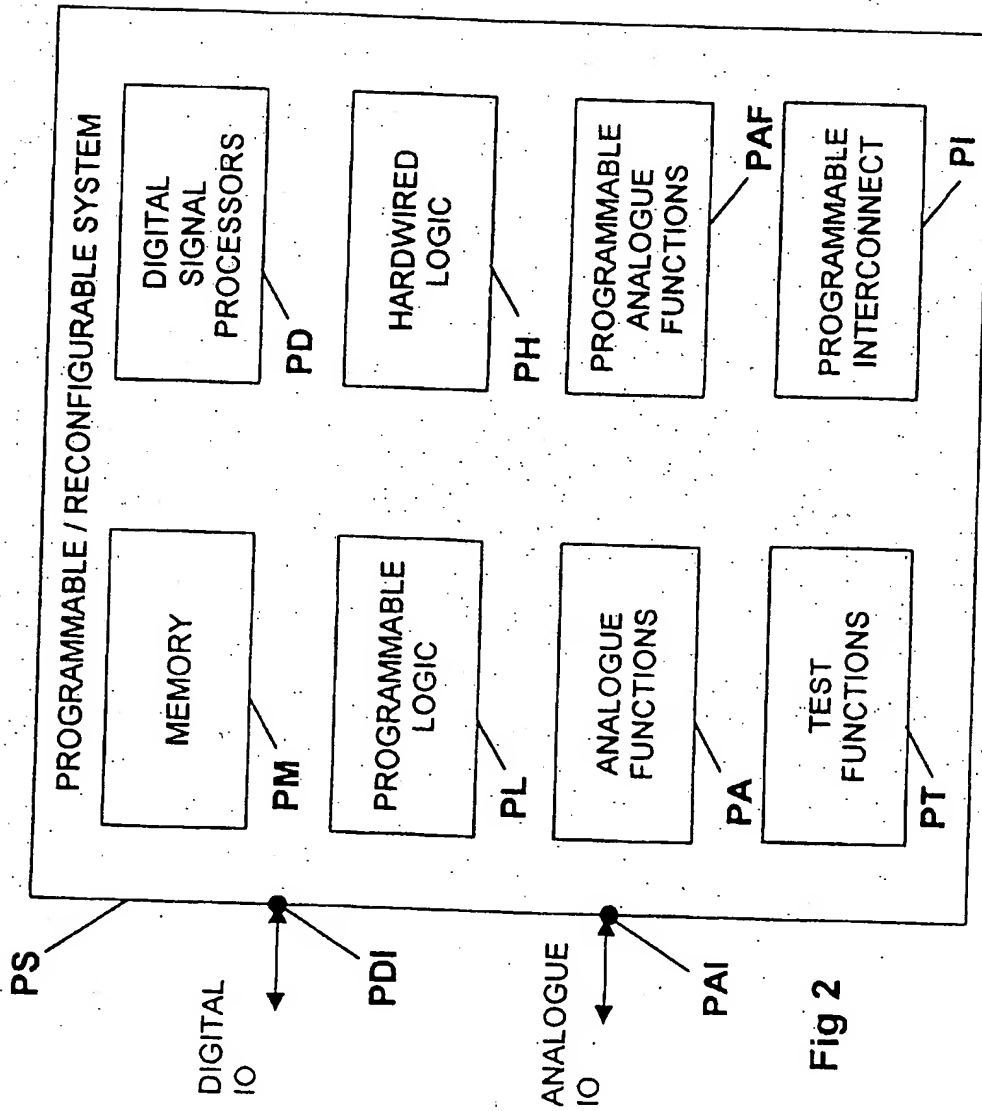 PROGRAMMABLE / RECONFIGURABLE SYSTEM
PS
DIGITAL
IO
PDI
ANALOGUE
IO
PAI
MEMORY
PM
DIGITAL
SIGNAL
PROCESSORS
PD
PROGRAMMABLE
LOGIC
PL
HARDWIRED
LOGIC
PH
ANALOGUE
FUNCTIONS
PA
PROGRAMMABLE
ANALOGUE
FUNCTIONS
PAF
TEST
FUNCTIONS
PT
PROGRAMMABLE
INTERCONNECT
PI
Fig 2